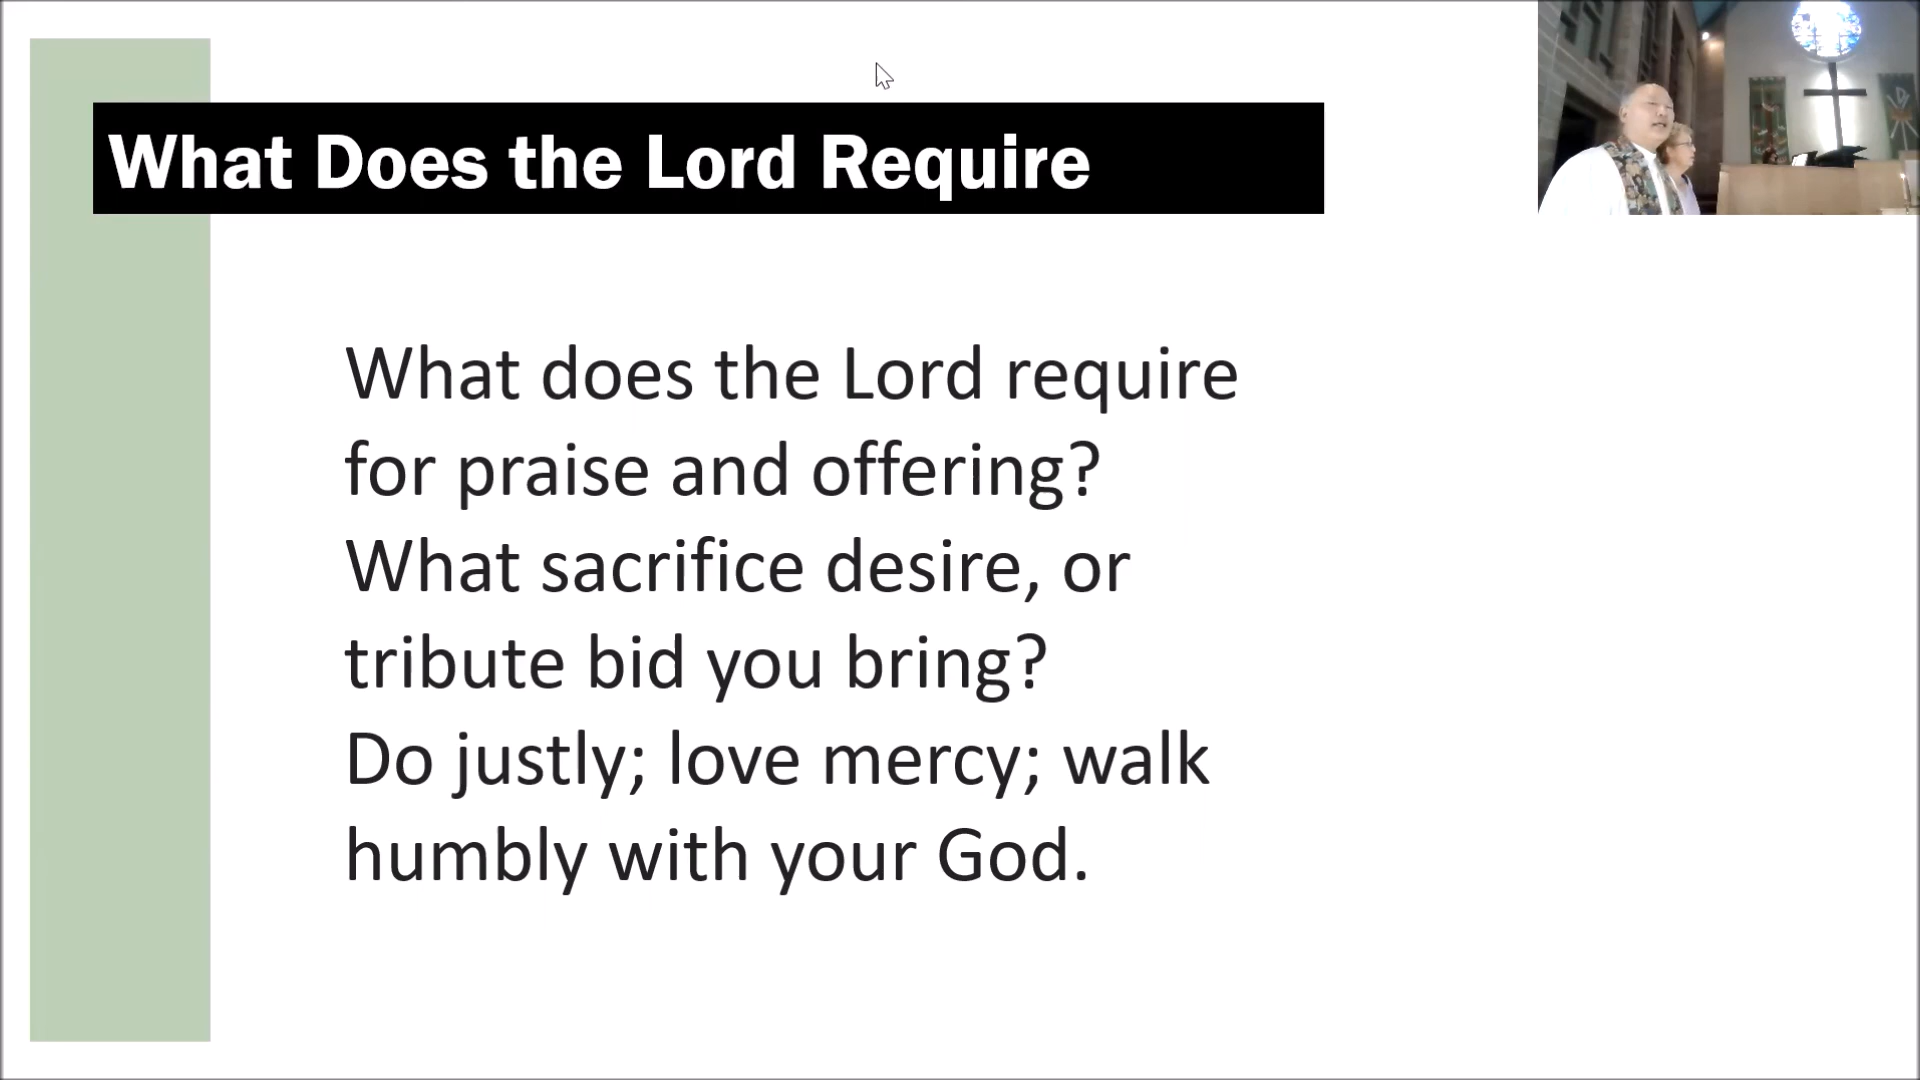 What Does the Lord Require
What does the Lord require
for praise and offering?
What sacrifice desire, or
tribute bid you bring?
Do justly; love mercy; walk
humbly with your God.